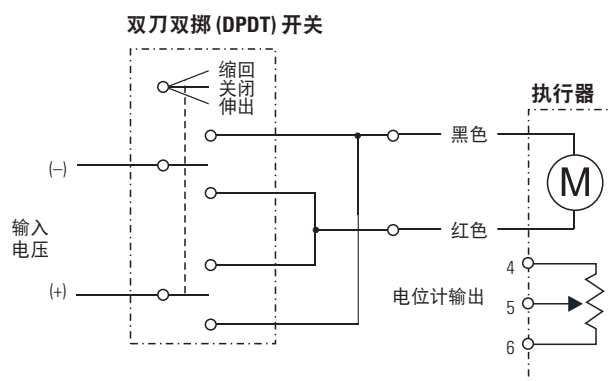 双刀双掷 (DPDT) 开关
缩回
关闭
伸出
执行器
黑色
(–)
M
输入
电压
红色
(+)
电位计输出
4
5
6